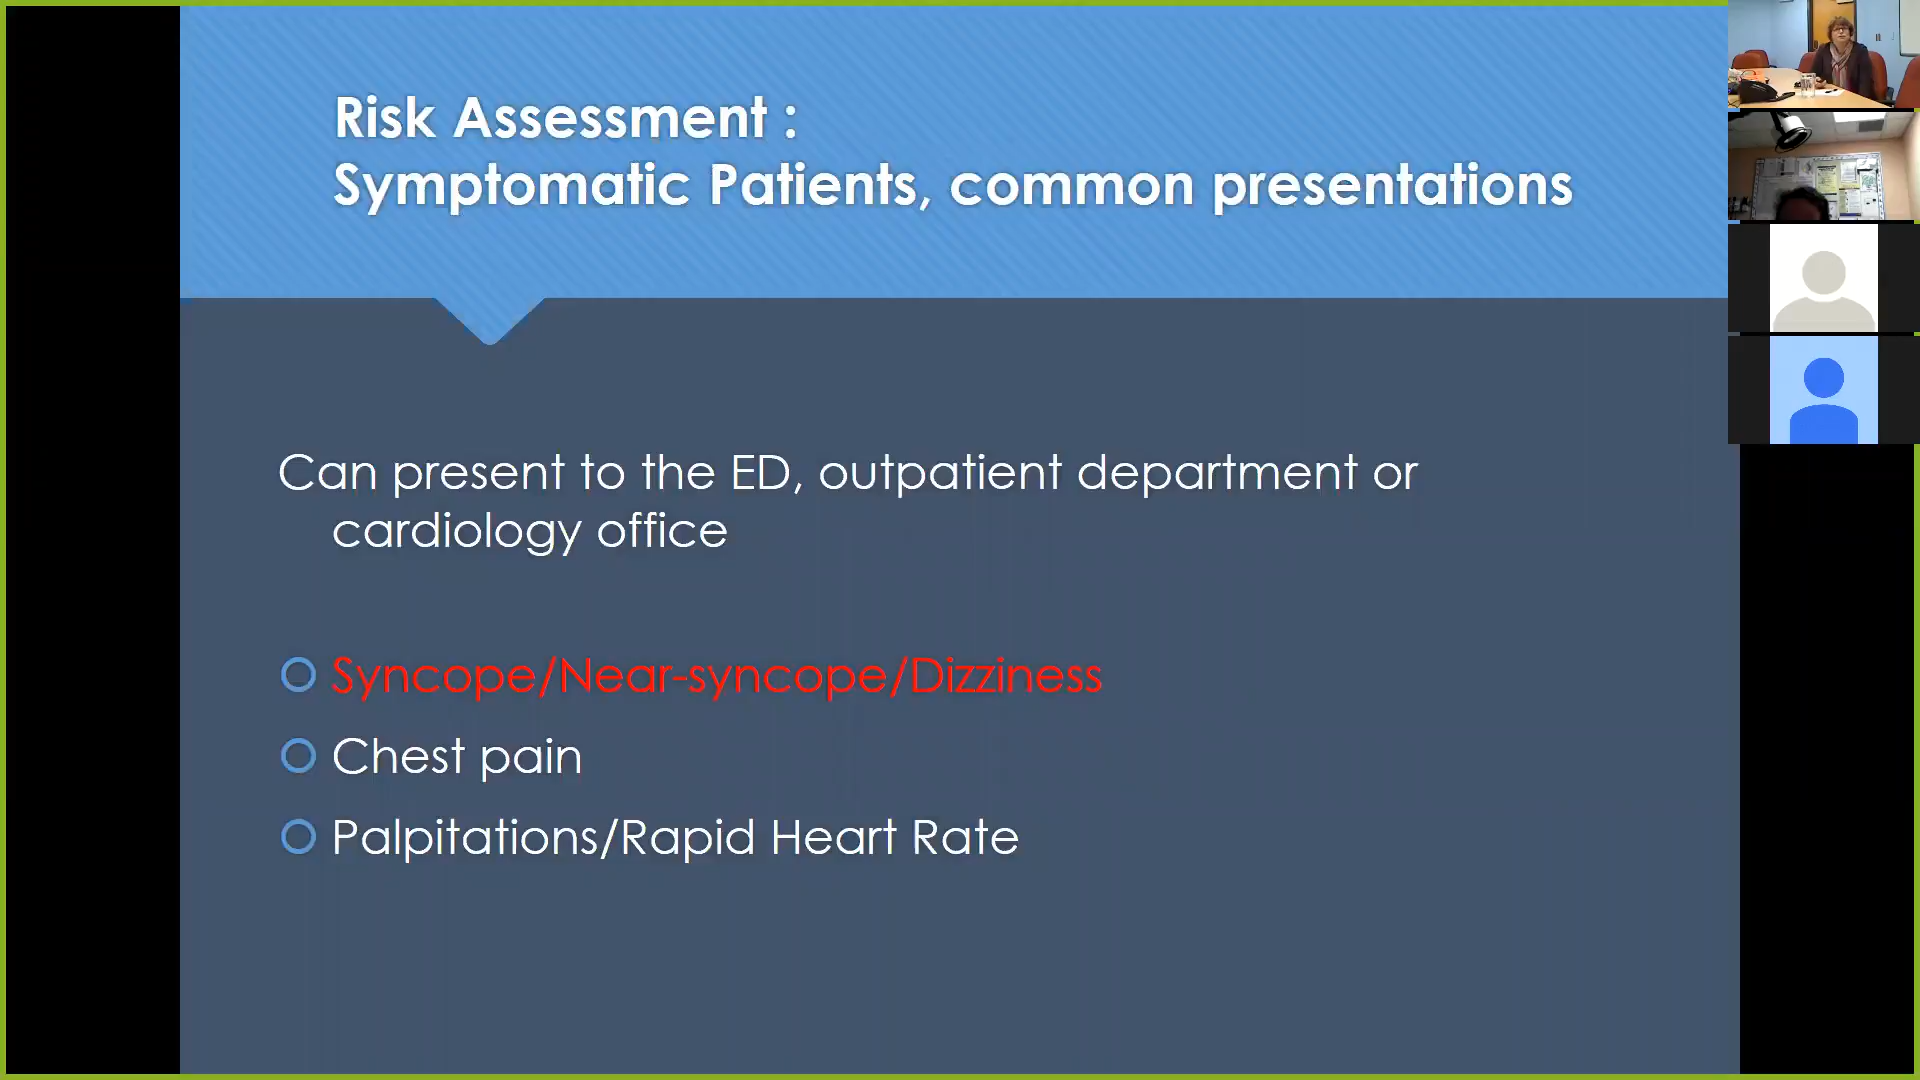 Risk Assessment :
Symptomatic Patients, common presentations
Can present to the ED, outpatient department or
cardiology office
Syncope/Near-syncope/Dizziness
Chest pain
Palpitations/Rapid Heart Rate